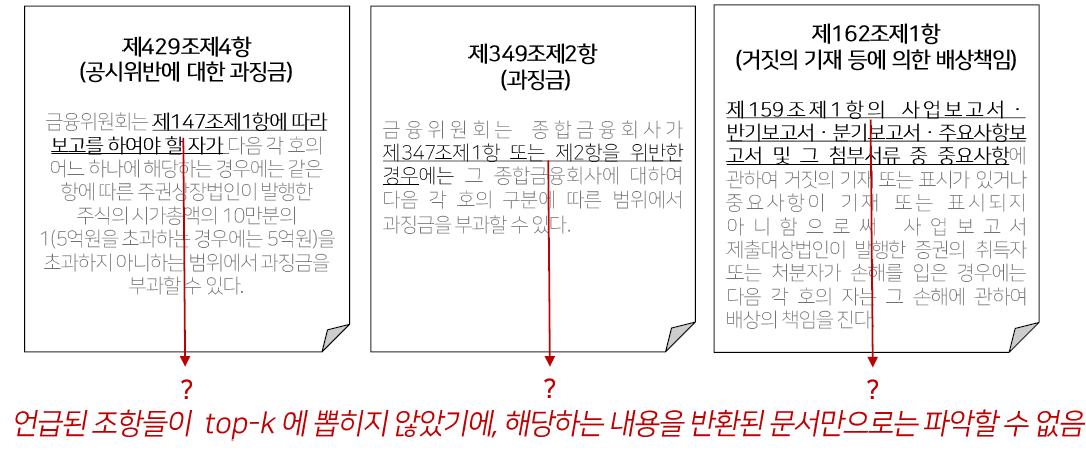 제429조제4항
(공시위반에 대한 과징금)
금융위원회는 제147조제1항에 따라
보고를 하여야 할 자가 다음 각 호의
어느 하나에 해당하는 경우에는 같은
항에 따른 주권상장법인이 발행한
주식의 시가총액의 10만분의
1(5억원을 초과하는 경우에는 5억원)을
초과하지 아니하는 범위에서 과징금을
부과할 수 있다.
?
제349조제2항
(과징금)
금융위원회는 종합금융회사가
제347조제1항 또는 제2항을 위반한
경우에는 그 종합금융회사에 대하여
다음 각 호의 구분에 따른 범위에서
과징금을 부과할 수 있다.
?
제162조제1항
(거짓의 기재 등에 의한 배상책임)
제159조제1항의 사업보고서·
반기보고서·분기보고서·주요사항보
고서 및 그 첨부서류 중 중요사항에
관하여 거짓의 기재 또는 표시가 있거나
중요사항이 기재 또는 표시되지
아니함으로써 사업보고서
제출대상법인이 발행한 증권의 취득자
또는 처분자가 손해를 입은 경우에는
다음 각 호의 자는 그 손해에 관하여
배상의 책임을 진다.
?
언급된 조항들이 top-k 에 뽑히지 않았기에, 해당하는 내용을 반환된 문서만으로는 파악할 수 없음